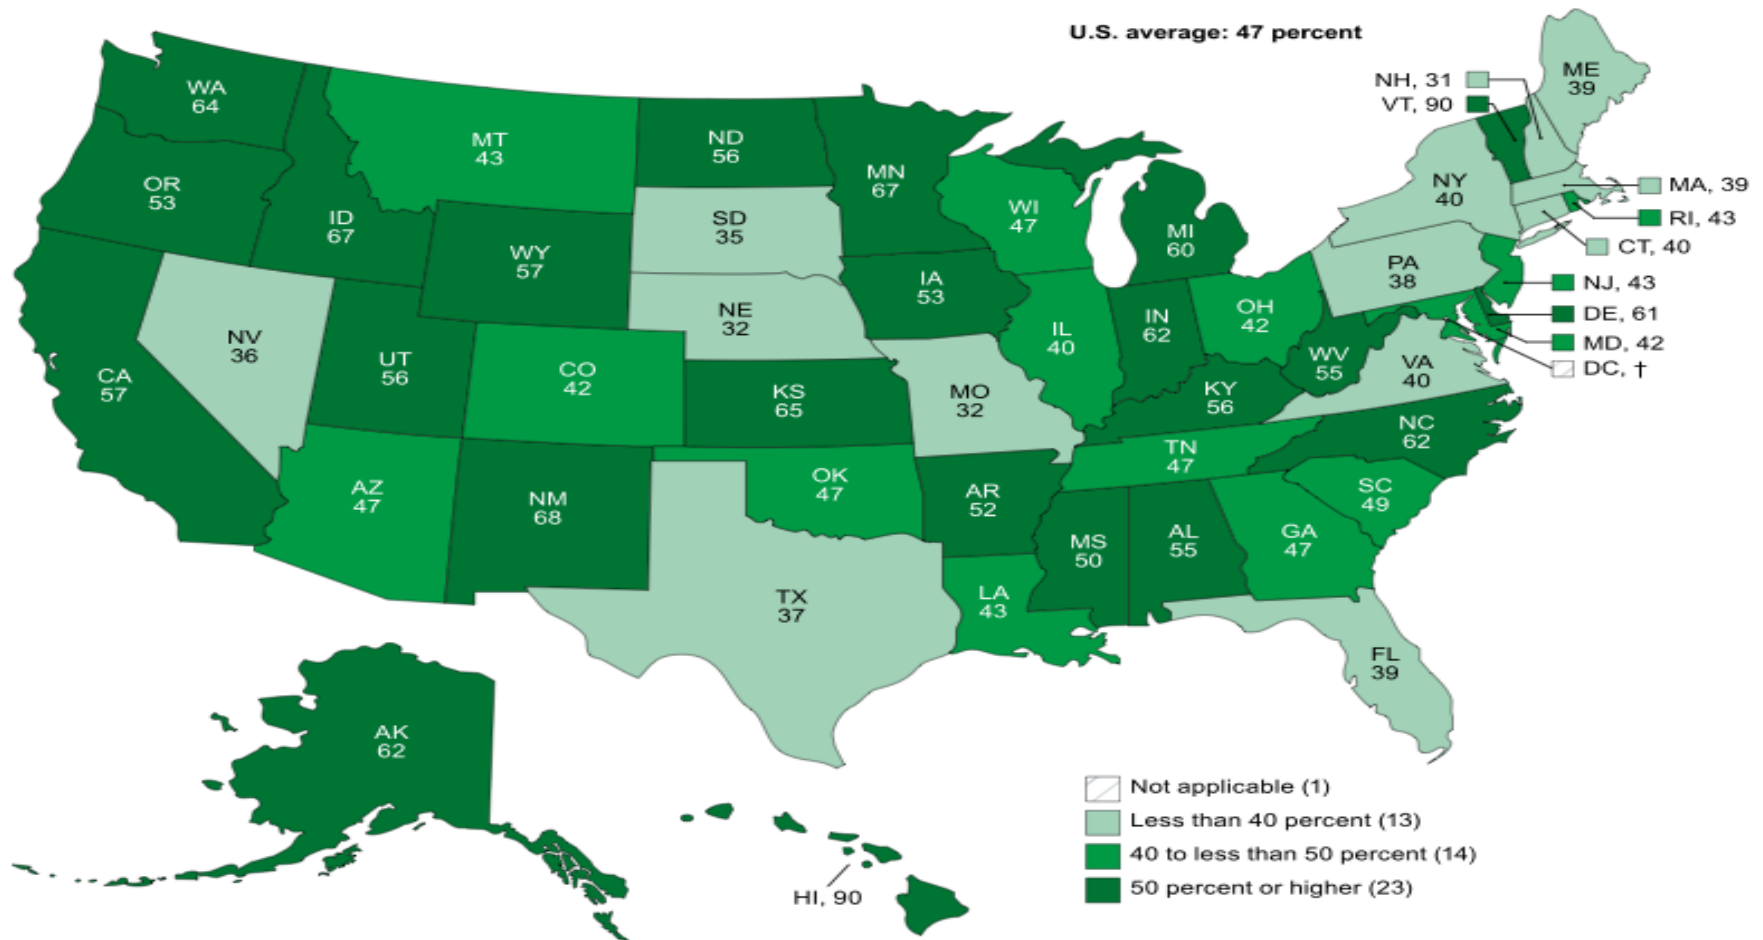 U.S. average: 47 percent
WA
64
OR
53
CA
57
NV
36
ID
67
MT
43
WY
57
UT
56
CO
42
AZ
47
NM
68
ND
56
SD
35
NE
32
KS
65
OK
47
TX
37
MN
67
IA
53
MO
32
AR
52
LA
43
WI
47
IL
40
MI
60
IN
62
OH
42
KY
56
TN
47
MS
50
AL
55
GA
47
FL
39
SC
49
NC
62
WV
55
VA
40
PA
38
NY
40
ME
39
NH, 31
VT, 90
MA, 39
RI, 43
CT, 40
NJ, 43
DE, 61
MD, 42
DC, †
AK
62
HI, 90
Not applicable (1)
Less than 40 percent (13)
40 to less than 50 percent (14)
50 percent or higher (23)